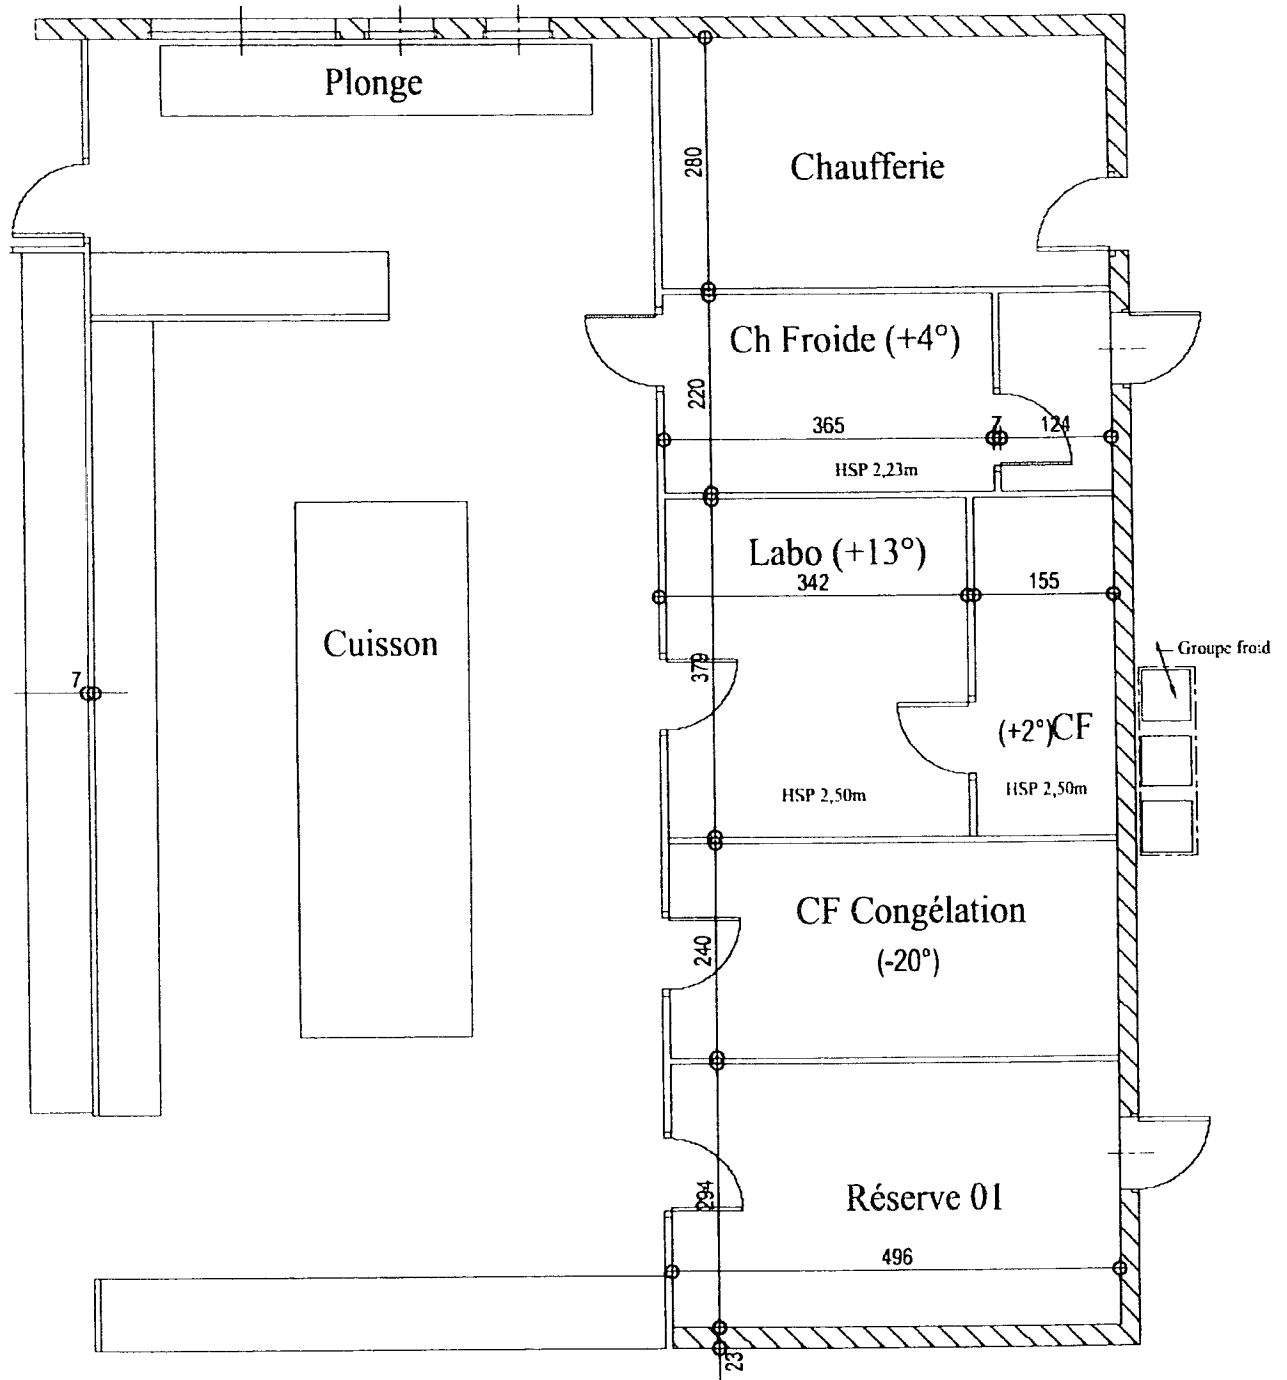 Plonge
280
Chaufferie
Ch Froide (+4°)
220
365
7
124
HSP 2,23m
Labo (+13°)
342
155
Cuisson
379
7
Groupe froid
(+2°)CF
HSP 2,50m
HSP 2,50m
CF Congélation
240
(-20°)
294
Réserve 01
496
23